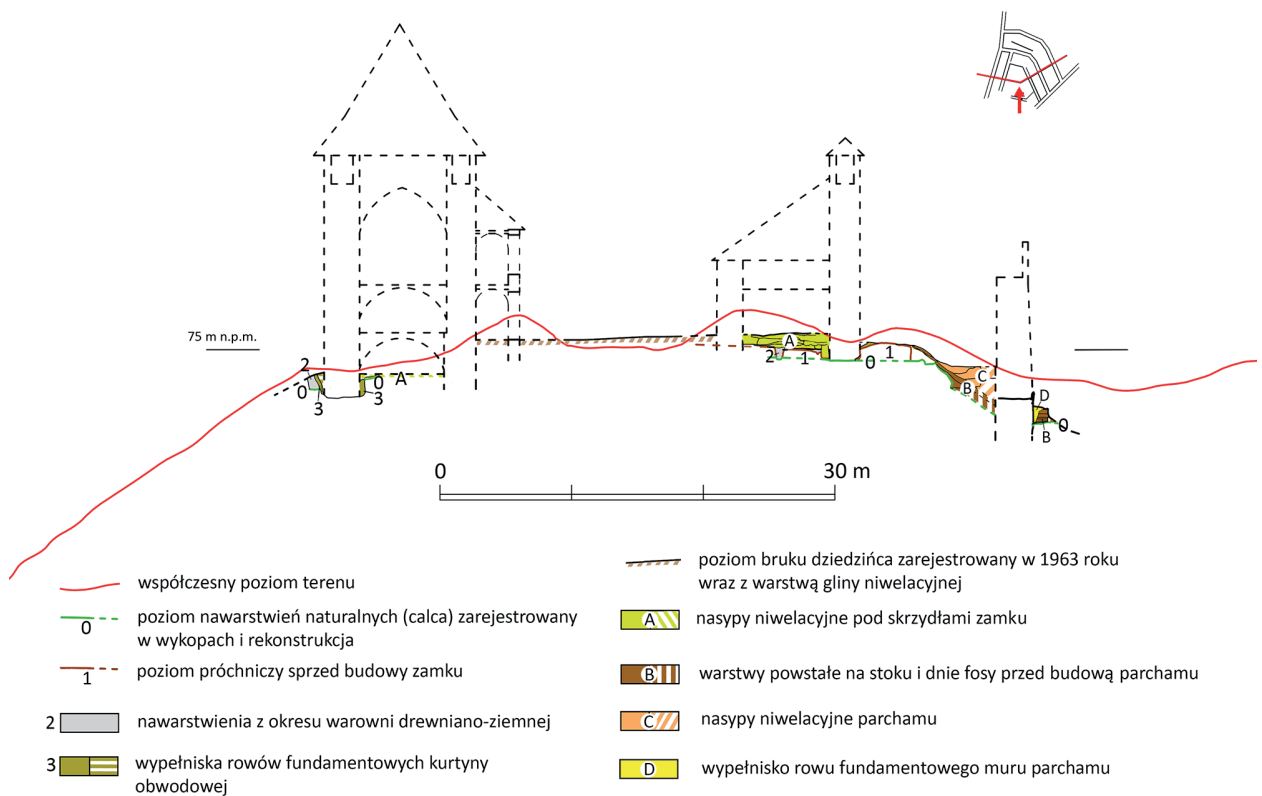 75 m n.p.m.
2
0
3
0
3
A
A
2
1
0
1
C
B
D
B
0
0
30 m
współczesny poziom terenu
0
poziom nawarstwień naturalnych (calca) zarejestrowany
w wykopach i rekonstrukcja
1
poziom próchniczy sprzed budowy zamku
2
nawarstwienia z okresu warowni drewniano-ziemnej
3
wypełniska rowów fundamentowych kurtyny
obwodowej
poziom bruku dziedzińca zarejestrowany w 1963 roku
wraz z warstwą gliny niwelacyjnej
A
nasypy niwelacyjne pod skrzydłami zamku
B
warstwy powstałe na stoku i dnie fosy przed budową parchamu
C
nasypy niwelacyjne parchamu
D
wypełnisko rowu fundamentowego muru parchamu